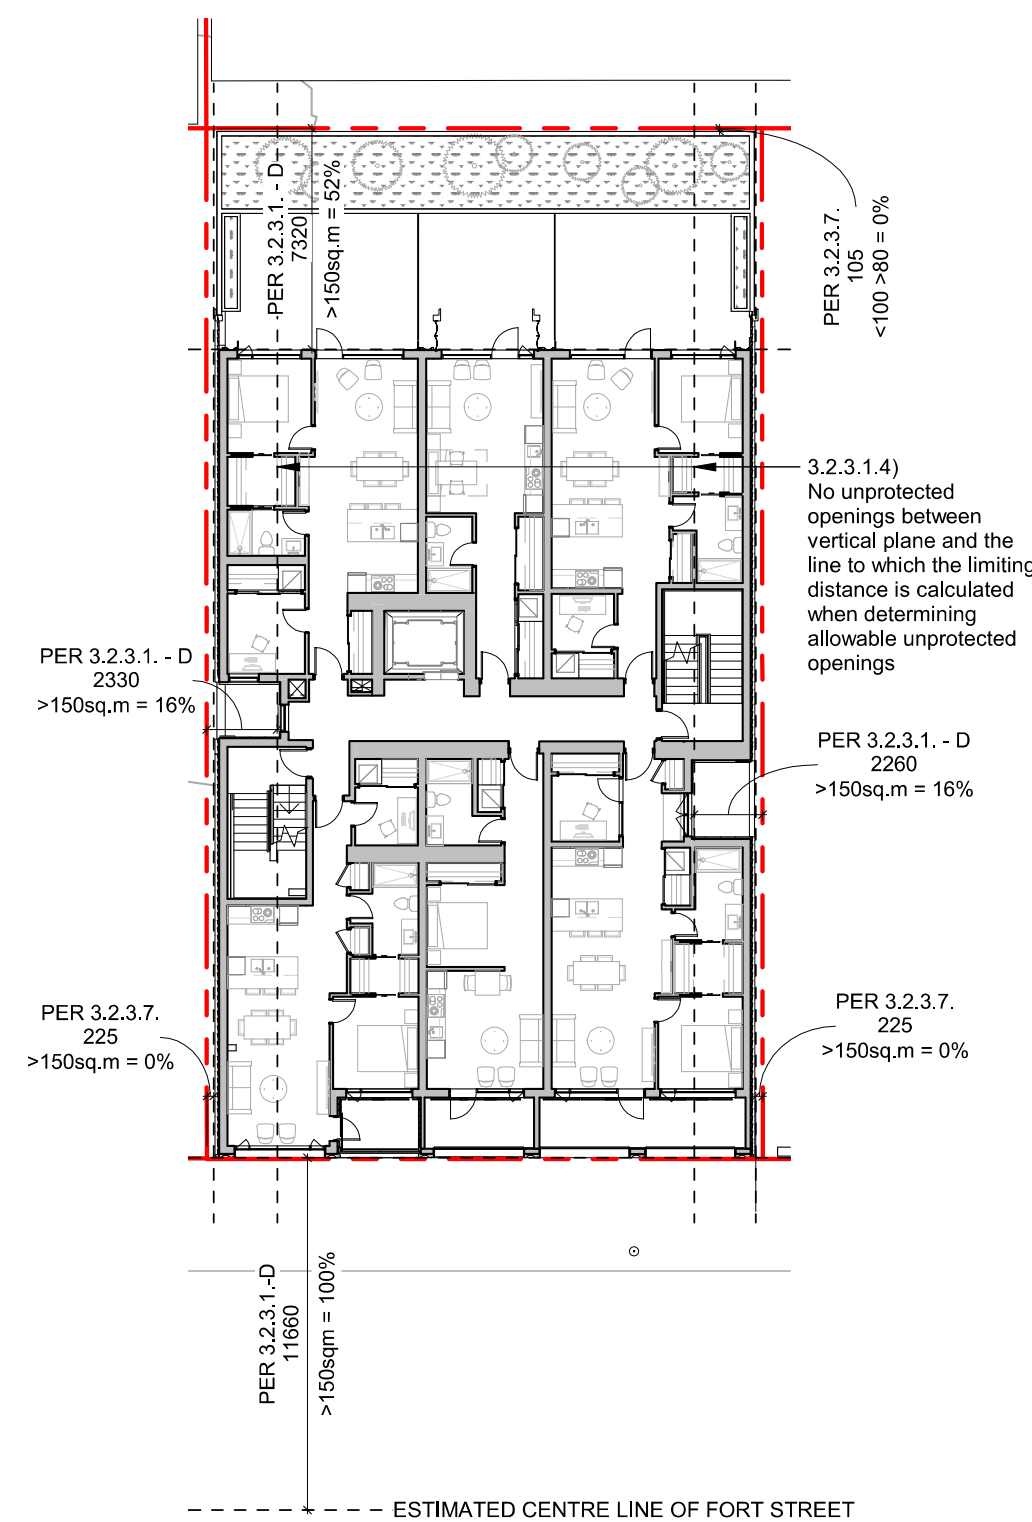 PER 3.2.3.1. - D
7320
>150sq.m = 52%
PER 3.2.3.7.
105
<100 >80 = 0%
3.2.3.1.4)
No unprotected
openings between
vertical plane and the
line to which the limiting
distance is calculated
when determining
allowable unprotected
openings
PER 3.2.3.1. - D
2330
>150sq.m = 16%
PER 3.2.3.1. - D
2260
>150sq.m = 16%
PER 3.2.3.7.
225
>150sq.m = 0%
PER 3.2.3.7.
225
>150sq.m = 0%
PER 3.2.3.1.-D
11660
>150sqm = 100%
ESTIMATED CENTRE LINE OF FORT STREET